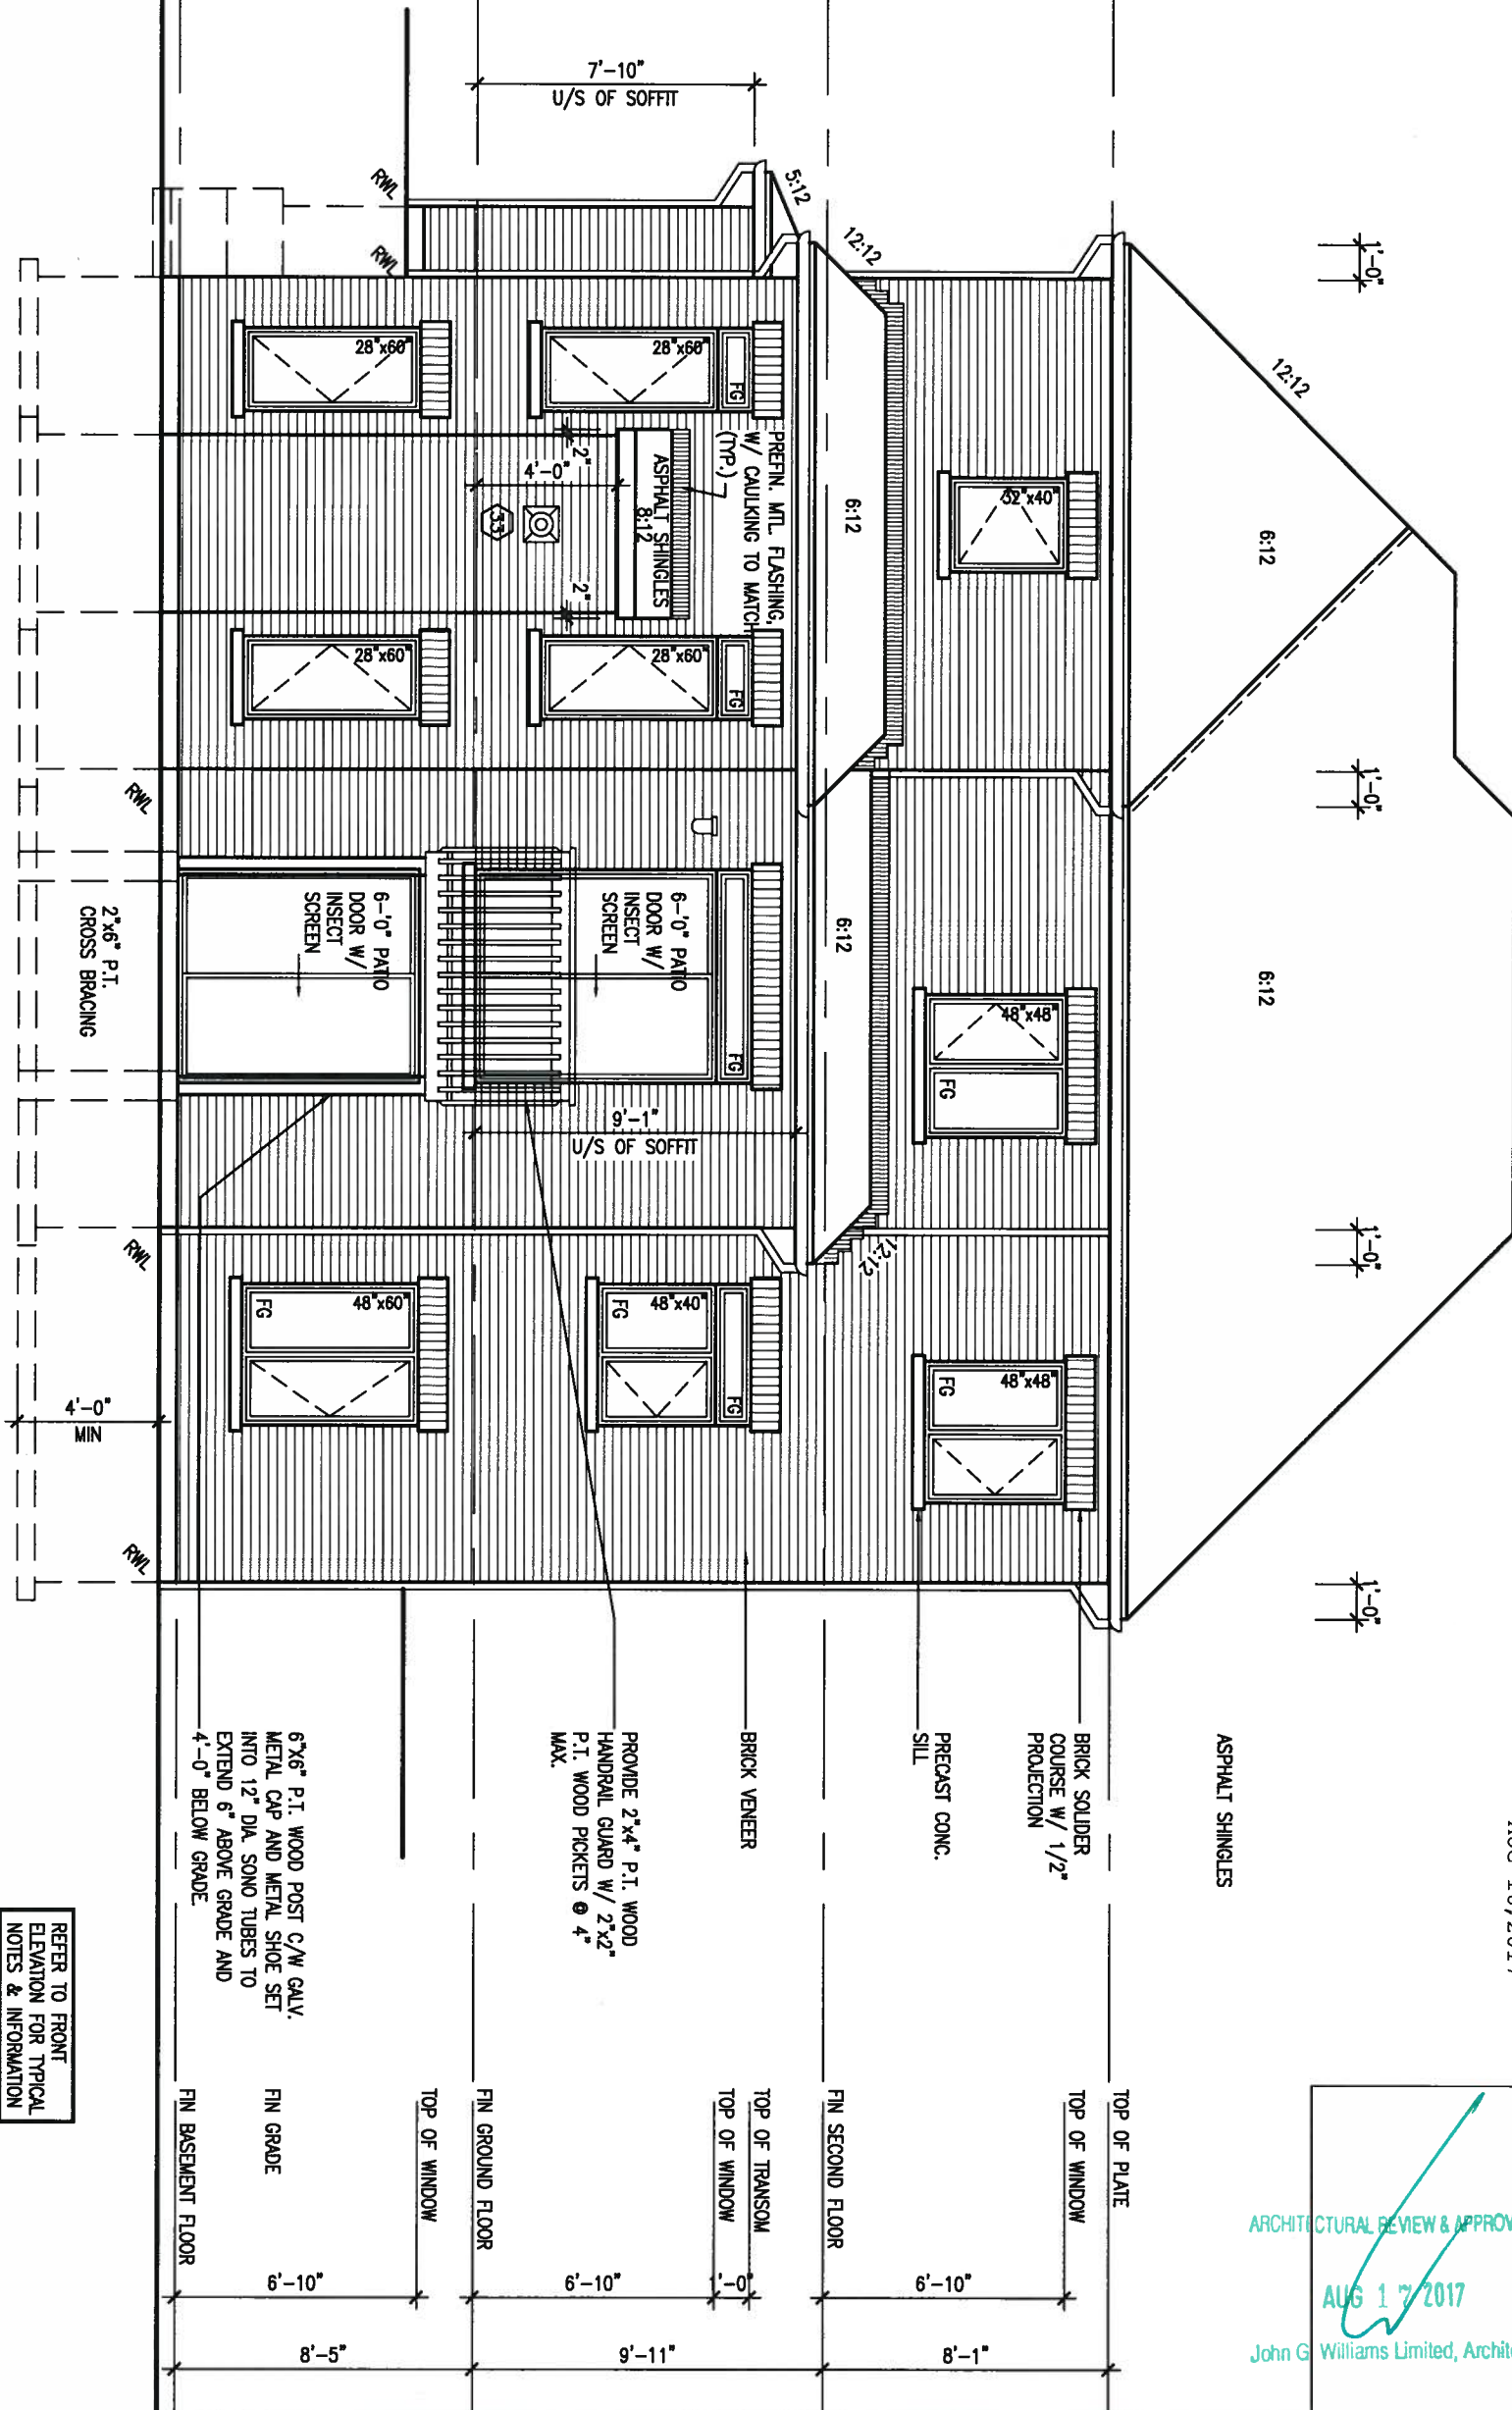 7'-10"
U/S OF SOFFIT
RWL
RWL
5:12
12:12
1'-0"
12:12
6:12
6:12
32"x40"
28"x60"
28"x60"
FG
PREFIN. MTL. FLASHING,
W/ CAULKING TO MATCH
(TYP.)
ASPHALT SHINGLES
8:12
4'-0"
2"
2"
33
28"x60"
28"x60"
FG
1'-0"
RWL
6:12
6:12
48"x48"
FG
6-'0" PATIO
DOOR W/
INSECT
SCREEN
FG
6-'0" PATIO
DOOR W/
INSECT
SCREEN
2"x6" P.T.
CROSS BRACING
9'-1"
U/S OF SOFFIT
1'-0"
12:12
RWL
48"x48"
FG
48"x40"
FG
FG
48"x60"
FG
4'-0"
MIN
RWL
1'-0"
ASPHALT SHINGLES
BRICK SOLIDER
COURSE W/ 1/2"
PROJECTION
PRECAST CONC.
SILL
BRICK VENEER
PROVIDE 2"x4" P.T. WOOD
HANDRAIL GUARD W/ 2"x2"
P.T. WOOD PICKETS @ 4"
MAX.
6"X6" P.T. WOOD POST C/W GALV.
METAL CAP AND METAL SHOE SET
INTO 12" DIA. SONO TUBES TO
EXTEND 6" ABOVE GRADE AND
4'-0" BELOW GRADE.
TOP OF PLATE
TOP OF WINDOW
FIN SECOND FLOOR
TOP OF TRANSOM
TOP OF WINDOW
FIN GROUND FLOOR
TOP OF WINDOW
FIN GRADE
FIN BASEMENT FLOOR
6'-10"
1'-0"
6'-10"
6'-10"
8'-1"
9'-11"
8'-5"
REFER TO FRONT
ELEVATION FOR TYPICAL
NOTES & INFORMATION
ARCHITECTURAL REVIEW & APPROV
AUG 17 2017
John G. Williams Limited, Archit